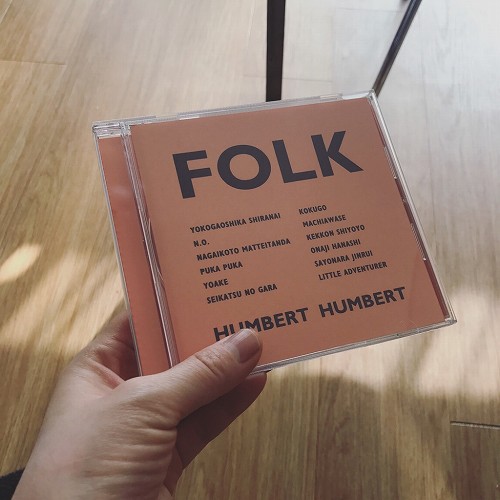 FOLK
YOKOGAOSHIKA SHIRANAI
N.O.
NAGAIKOTO MATTEITANDA
PUKA PUKA
YOAKE
SEIKATSU NO GARA
KOKUGO
MACHIAWASE
KEKKON SHIYOYO
ONAJI HANASHI
SAYONARA JINRUI
LITTLE ADVENTURER
HUMBERT HUMBERT